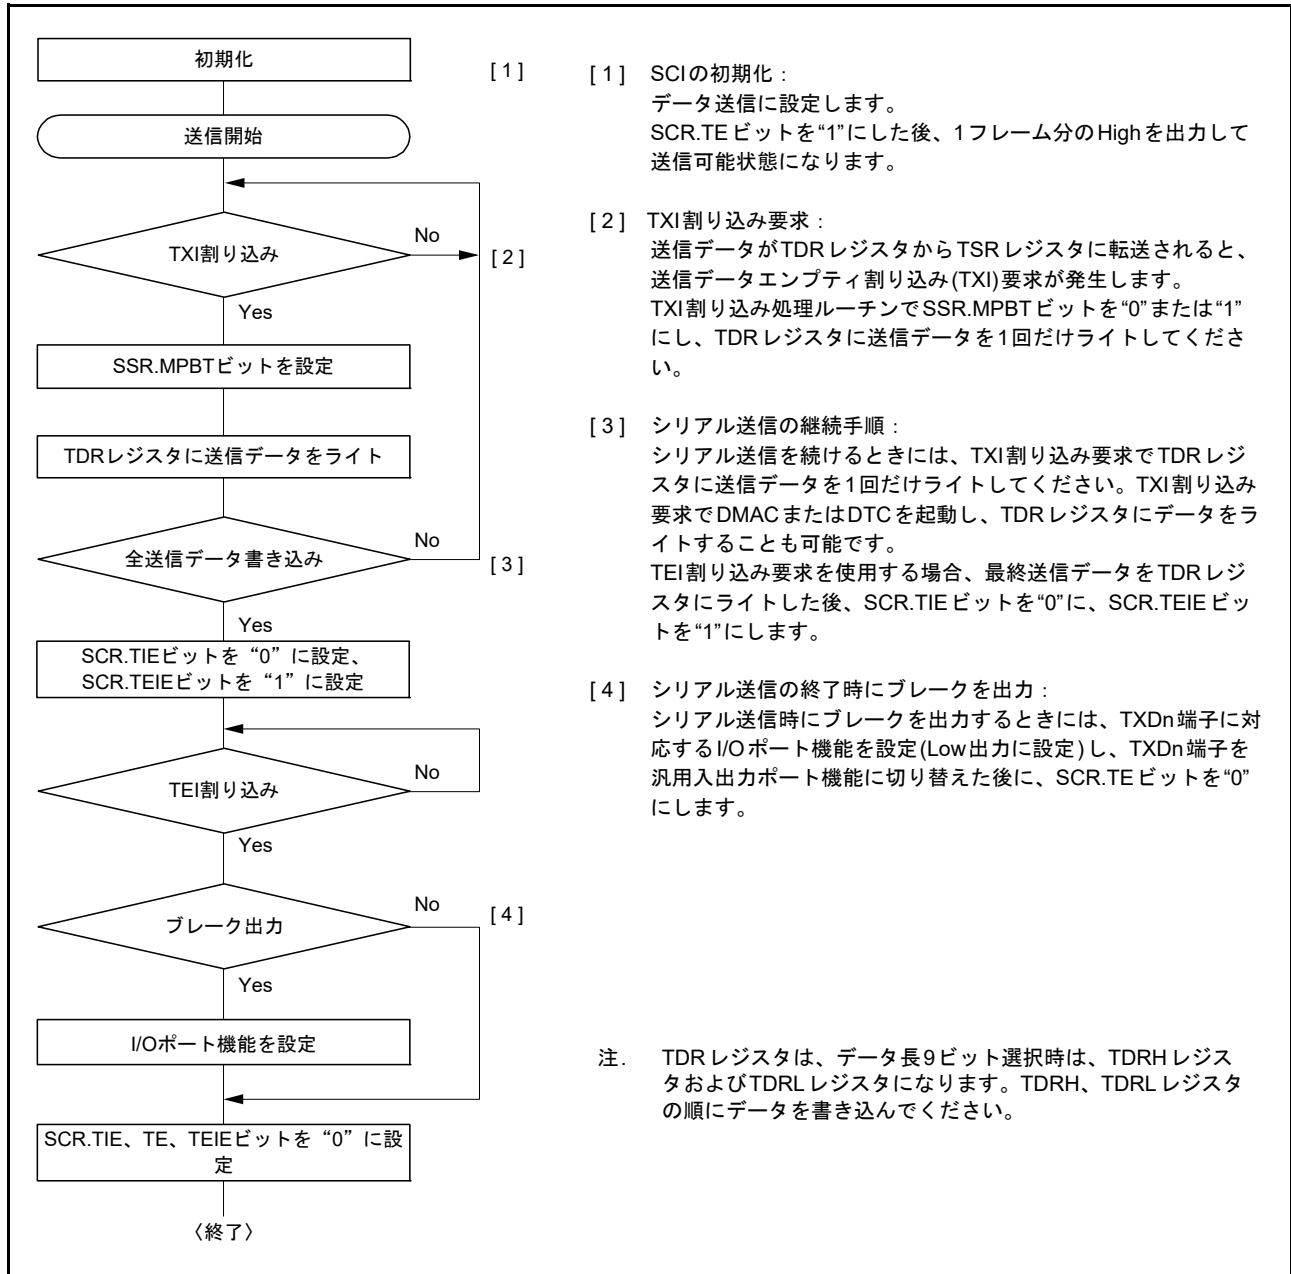 初期化
[ 1 ]
送信開始
TXI割り込み
No
[ 2 ]
Yes
SSR.MPBTビットを設定
TDRレジスタに送信データをライト
全送信データ書き込み
No
[ 3 ]
Yes
SCR.TIEビットを“0”に設定、
SCR.TEIEビットを“1”に設定
TEI割り込み
No
Yes
ブレーク出力
No
[ 4 ]
Yes
I/Oポート機能を設定
SCR.TIE、TE、TEIEビットを“0”に設
定
〈終了〉
[ 1 ] SCIの初期化：
データ送信に設定します。
SCR.TEビットを“1”にした後、1フレーム分のHighを出力して
送信可能状態になります。
[ 2 ] TXI割り込み要求：
送信データがTDRレジスタからTSRレジスタに転送されると、
送信データエンプティ割り込み(TXI)要求が発生します。
TXI割り込み処理ルーチンでSSR.MPBTビットを“0”または“1”
にし、TDRレジスタに送信データを1回だけライトしてくださ
い。
[ 3 ] シリアル送信の継続手順：
シリアル送信を続けるときには、TXI割り込み要求でTDRレジ
スタに送信データを1回だけライトしてください。TXI割り込み
要求でDMACまたはDTCを起動し、TDRレジスタにデータをラ
イトすることも可能です。
TEI割り込み要求を使用する場合、最終送信データをTDRレジ
スタにライトした後、SCR.TIEビットを“0”に、SCR.TEIEビッ
トを“1”にします。
[ 4 ] シリアル送信の終了時にブレークを出力：
シリアル送信時にブレークを出力するときには、TXDn端子に対
応するI/Oポート機能を設定(Low出力に設定)し、TXDn端子を
汎用入出力ポート機能に切り替えた後に、SCR.TEビットを“0”
にします。
注. TDRレジスタは、データ長9ビット選択時は、TDRHレジス
タおよびTDRLレジスタになります。TDRH、TDRLレジスタ
の順にデータを書き込んでください。